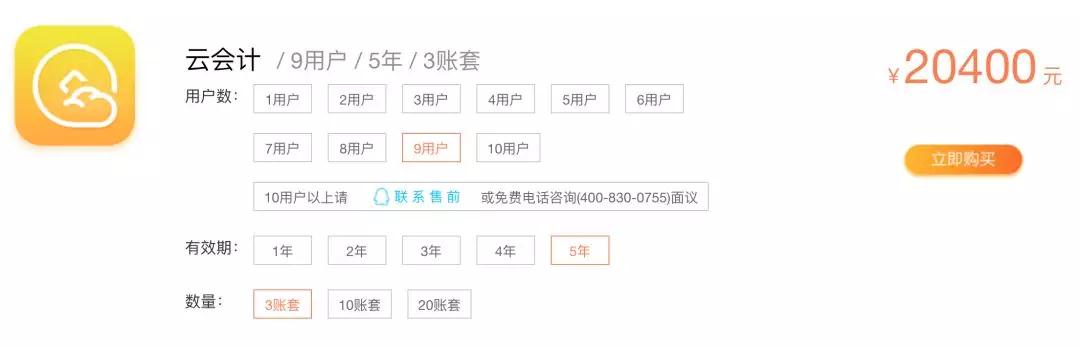 云会计 / 9用户 / 5年 / 3账套
¥20400元
用户数： 1用户 2用户 3用户 4用户 5用户 6用户
7用户 8用户 9用户 10用户
立即购买
10用户以上请 联系售前 或免费电话咨询(400-830-0755)面议
有效期： 1年 2年 3年 4年 5年
数量： 3账套 10账套 20账套